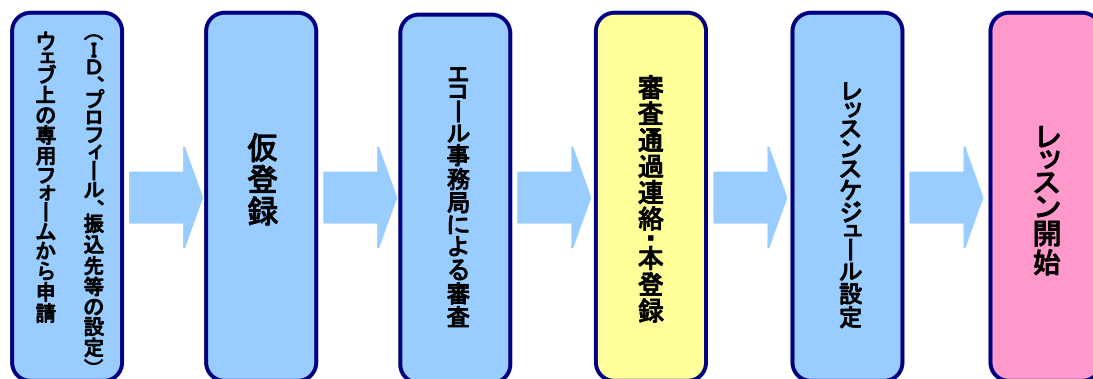 (ID、プロフィール、振込先等の設定)
ウェブ上の専用フォームから申請
仮登録
エコール事務局による審査
審査通過連絡・本登録
レッスンスケジュール設定
レッスン開始